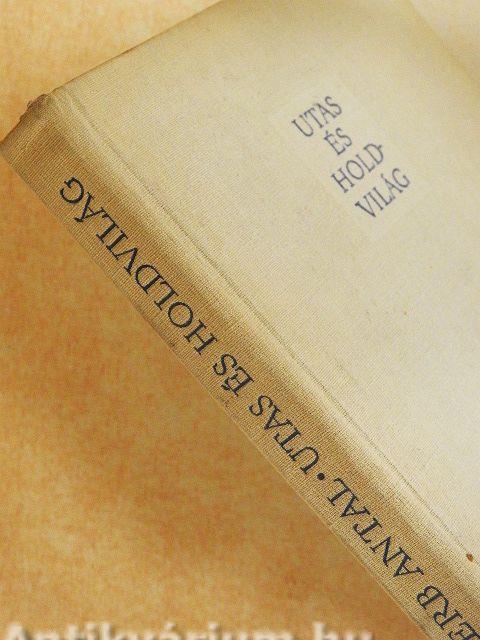 UTAS
ÉS
HOLD-
VILÁG
ERB ANTAL · UTAS ÉS HOLDVILÁG
Antikvárium.hu